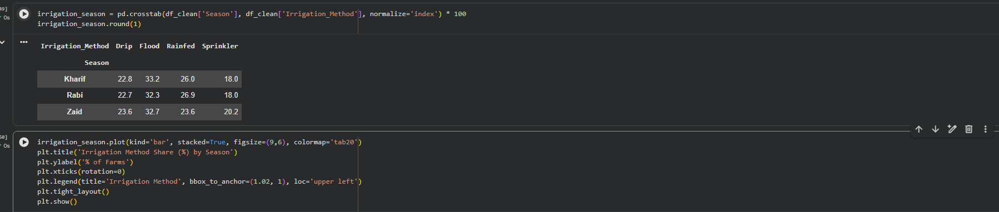 49]
0s
irrigation_season = pd.crosstab(df_clean['Season'], df_clean['Irrigation_Method'], normalize='index') * 100
irrigation_season.round(1)
Irrigation_Method Drip Flood Rainfed Sprinkler
Season
Kharif 22.8 33.2 26.0 18.0
Rabi 22.7 32.3 26.9 18.0
Zaid 23.6 32.7 23.6 20.2
50]
0s
irrigation_season.plot(kind='bar', stacked=True, figsize=(9,6), colormap='tab20')
plt.title('Irrigation Method Share (%) by Season')
plt.ylabel('% of Farms')
plt.xticks(rotation=0)
plt.legend(title='Irrigation Method', bbox_to_anchor=(1.02, 1), loc='upper left')
plt.tight_layout()
plt.show()